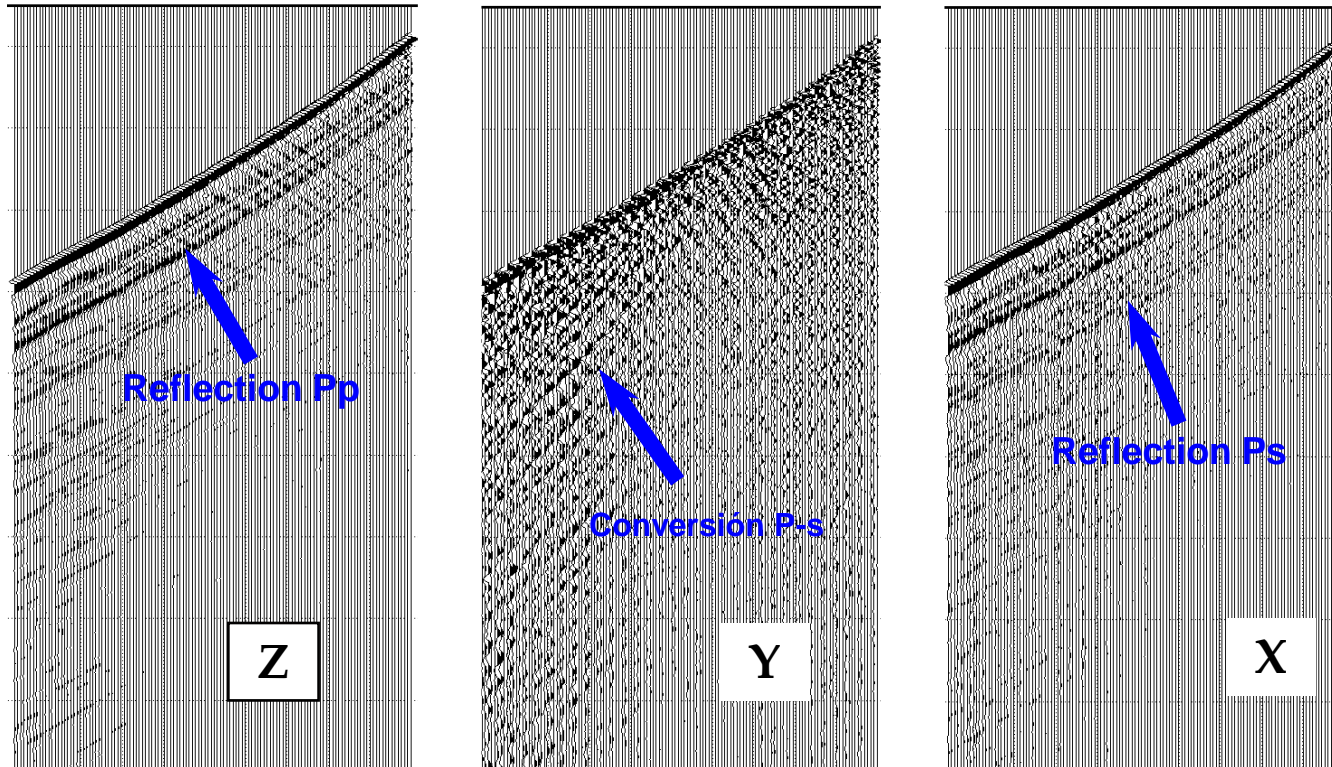 Reflection Pp
Z
Conversión P-s
Y
Reflection Ps
X